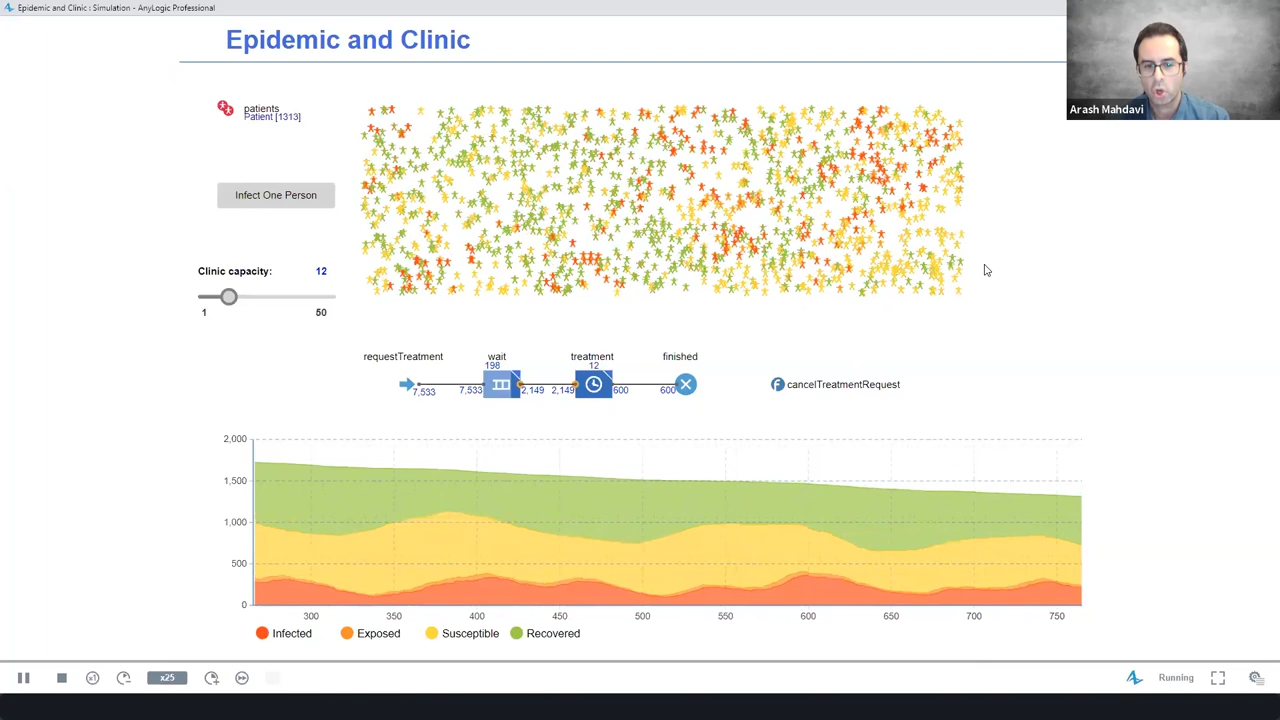 Epidemic and Clinic : Simulation - AnyLogic Professional
Epidemic and Clinic
Arash Mahdavi
patients
Patient [1313]
Infect One Person
Clinic capacity: 12
1 50
requestTreatment wait treatment finished
198 12
cancelTreatmentRequest
7,533 7,533 2,149 2,149 600 600
2,000
1,500
1,000
500
0
300 350 400 450 500 550 600 650 700 750
Infected Exposed Susceptible Recovered
x1 x25 Running